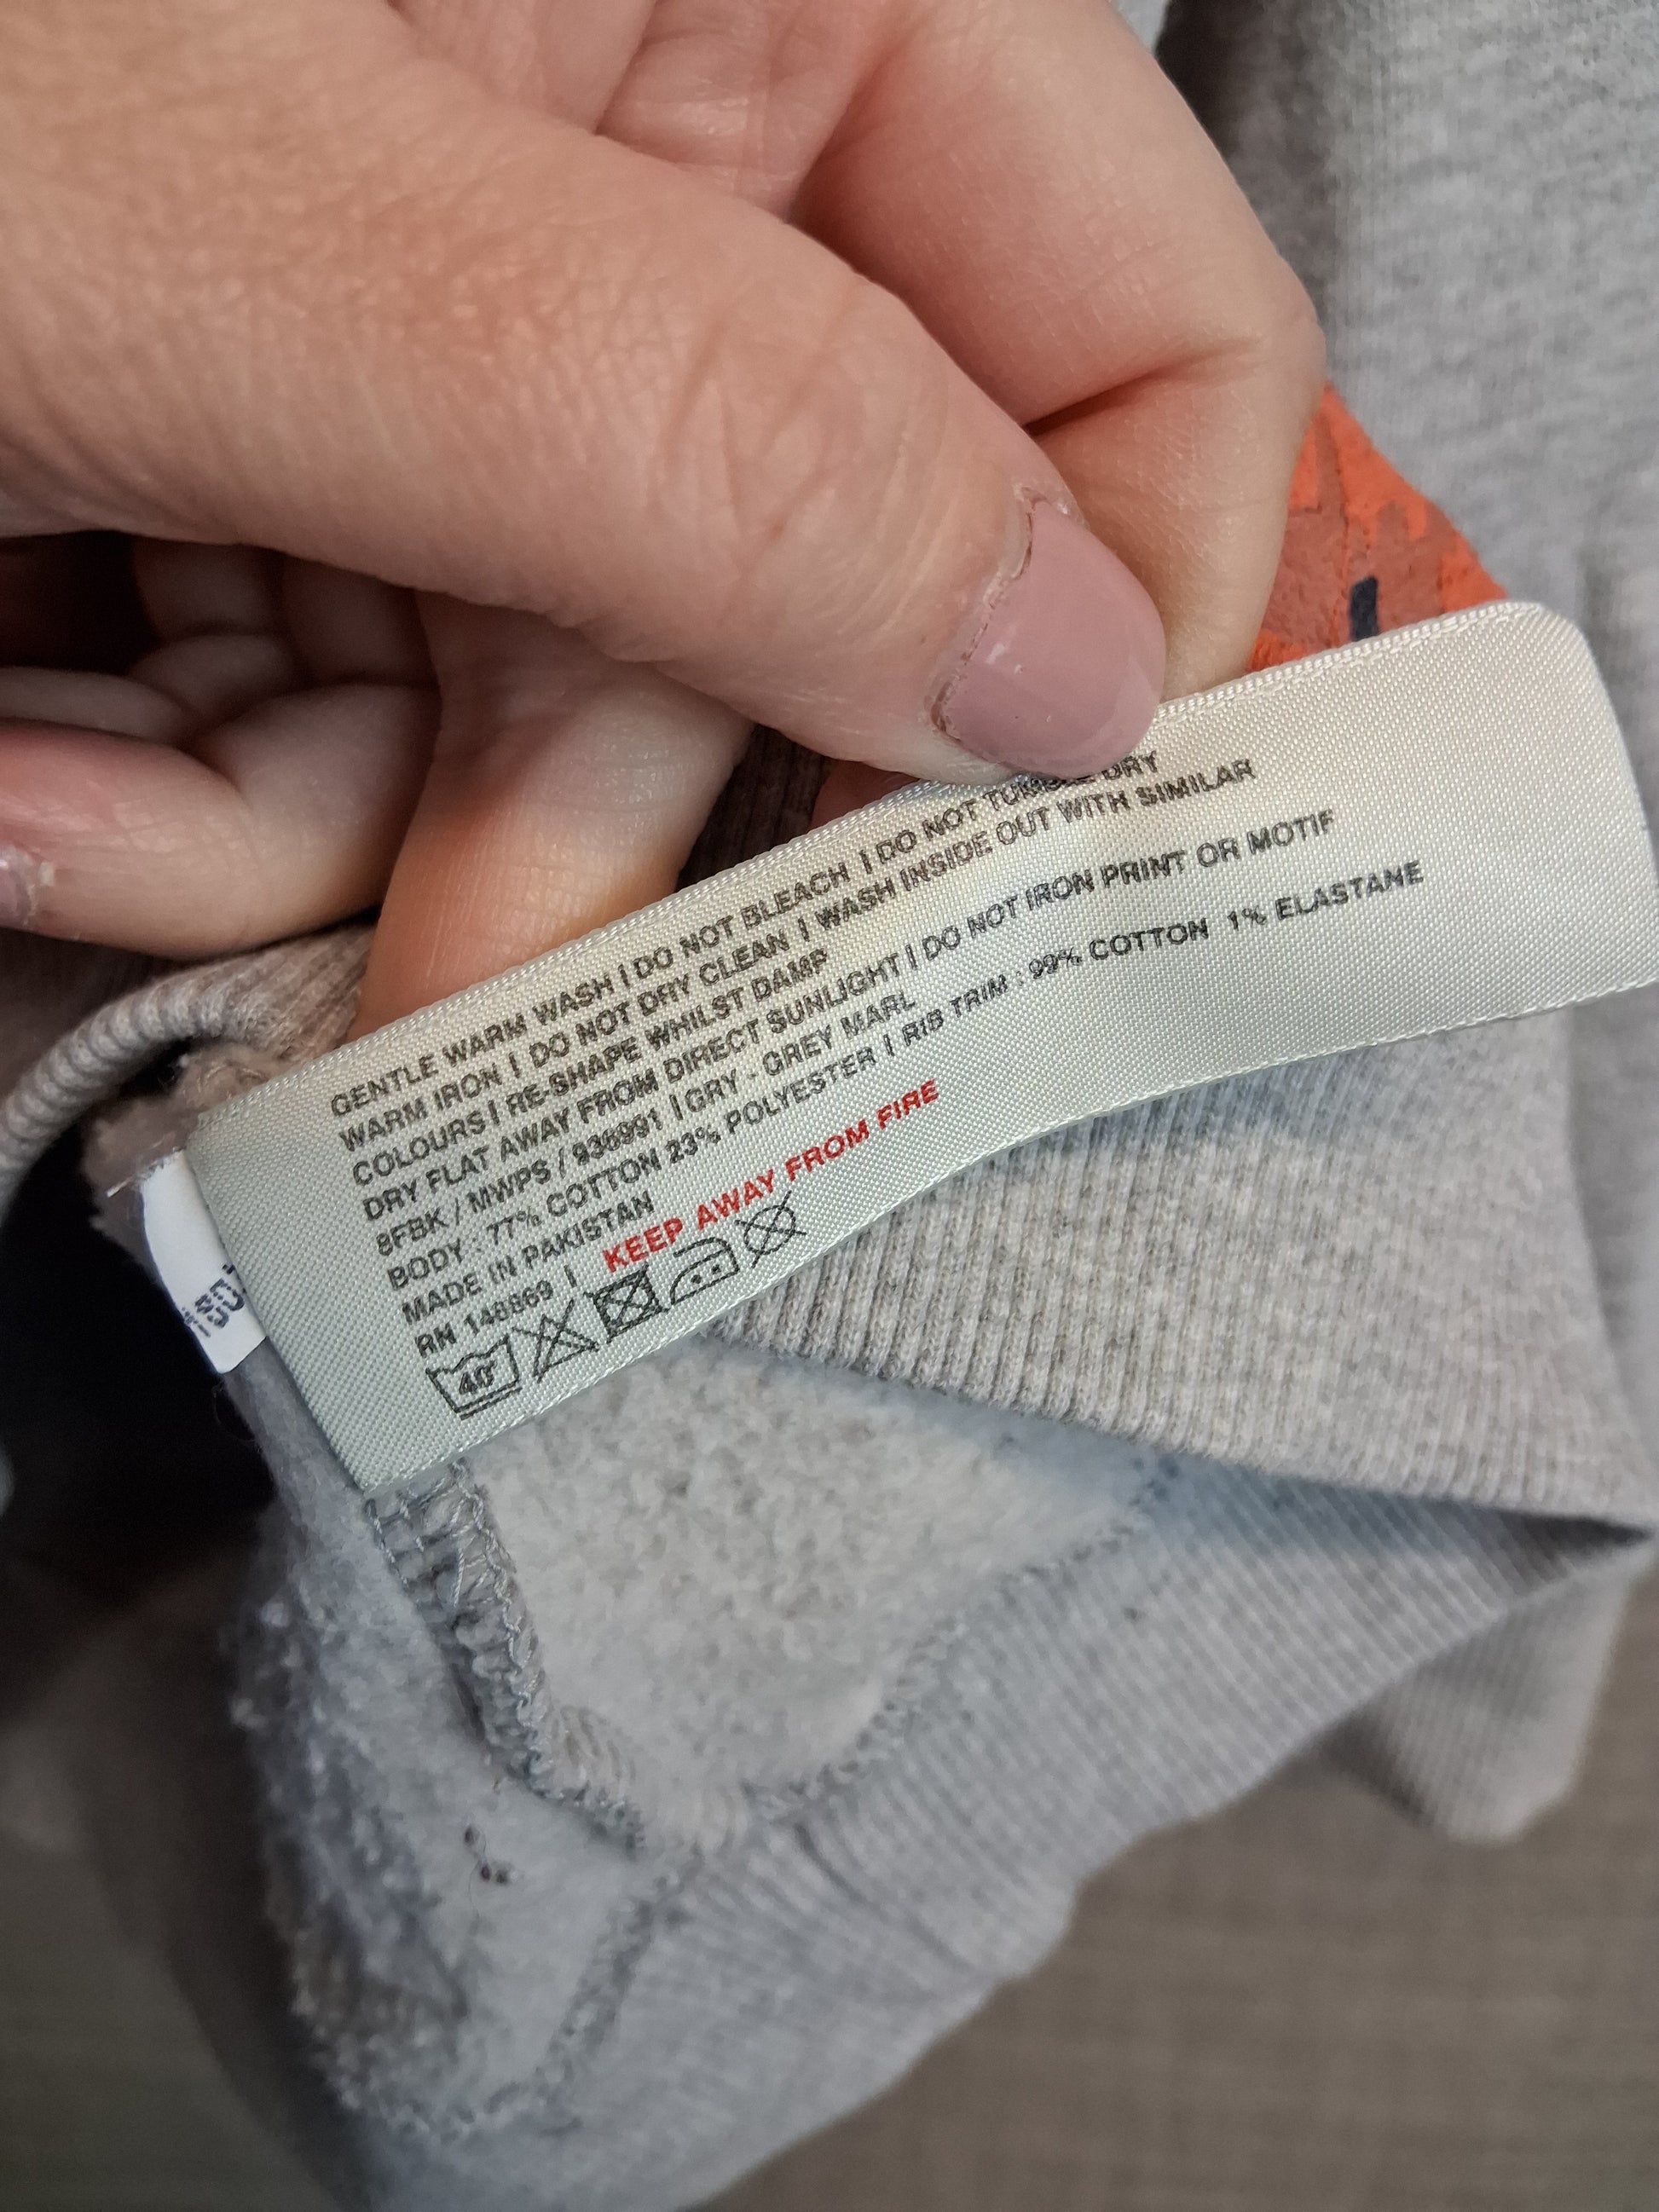 GENTLE WARM WASH | DO NOT BLEACH | DO NOT TUMBLE DRY
WARM IRON | DO NOT DRY CLEAN | WASH INSIDE OUT WITH SIMILAR
COLOURS | RE-SHAPE WHILST DAMP
DRY FLAT AWAY FROM DIRECT SUNLIGHT | DO NOT IRON PRINT OR MOTIF
8FBK / MWPS / 936991 | GRY - GREY MARL
BODY : 77% COTTON 23% POLYESTER | RIB TRIM : 99% COTTON 1% ELASTANE
MADE IN PAKISTAN
RN 148869 | KEEP AWAY FROM FIRE
40°